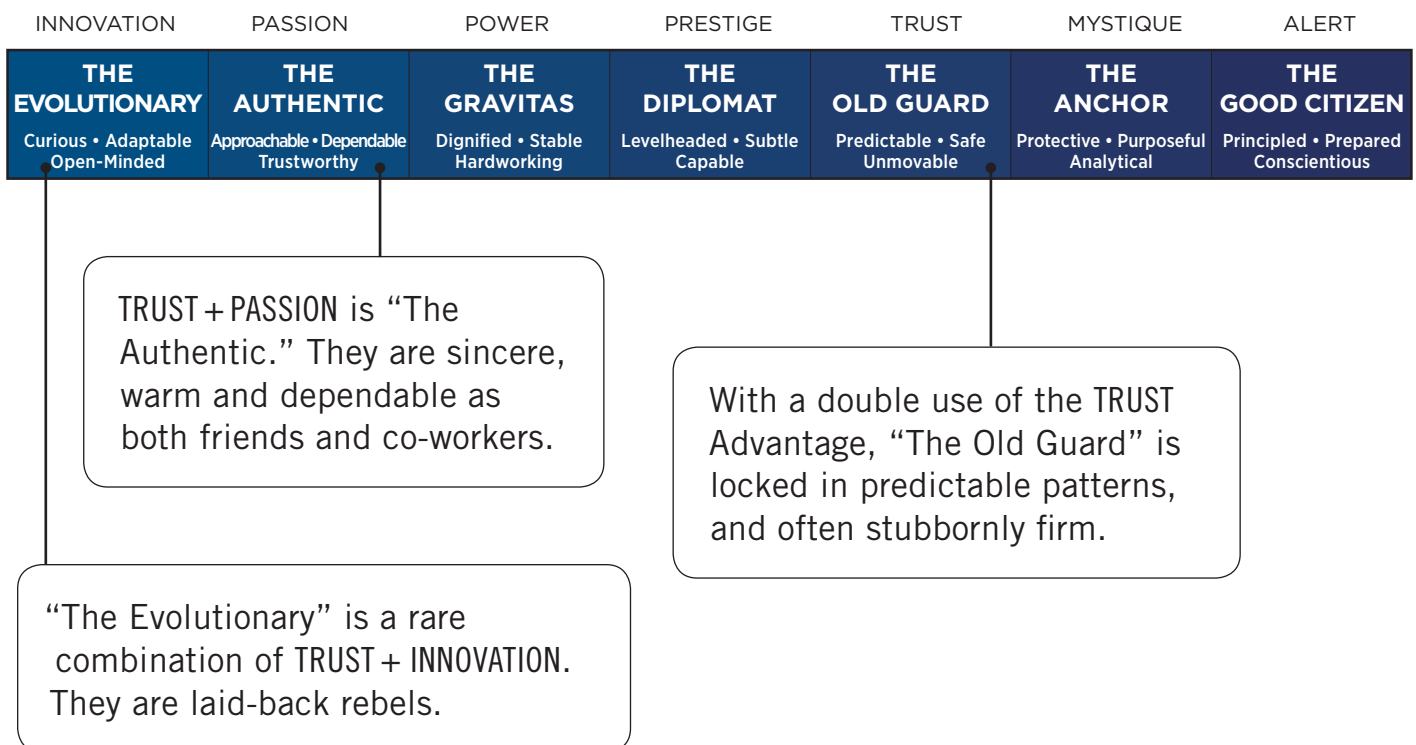 INNOVATION PASSION POWER PRESTIGE TRUST MYSTIQUE ALERT
THE
EVOLUTIONARY
Curious • Adaptable
Open-Minded
THE
AUTHENTIC
Approachable • Dependable
Trustworthy
THE
GRAVITAS
Dignified • Stable
Hardworking
THE
DIPLOMAT
Levelheaded • Subtle
Capable
THE
OLD GUARD
Predictable • Safe
Unmovable
THE
ANCHOR
Protective • Purposeful
Analytical
THE
GOOD CITIZEN
Principled • Prepared
Conscientious
TRUST + PASSION is “The
Authentic.” They are sincere,
warm and dependable as
both friends and co-workers.
With a double use of the TRUST
Advantage, “The Old Guard” is
locked in predictable patterns,
and often stubbornly firm.
“The Evolutionary” is a rare
combination of TRUST + INNOVATION.
They are laid-back rebels.